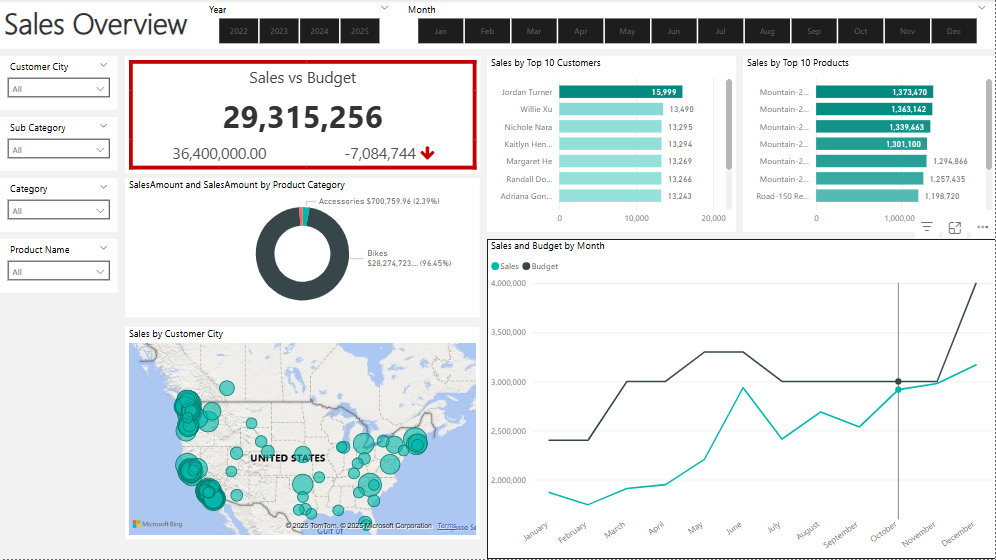 Sales Overview
Year
2022 2023 2024 2025
Month
Jan Feb Mar Apr May Jun Jul Aug Sep Oct Nov Dec
Customer City
All
Sub Category
All
Category
All
Product Name
All
Sales vs Budget
29,315,256
36,400,000.00 -7,084,744
SalesAmount and SalesAmount by Product Category
Accessories $700,759.96 (2.39%)
Bikes
$28,274,723... (96.45%)
Sales by Customer City
UNITED STATES
Microsoft Bing
© 2025 TomTom, © 2025 Microsoft Corporation Terms
Gulf of
Sales by Top 10 Customers
Jordan Turner 15,999
Willie Xu 13,490
Nichole Nara 13,295
Kaitlyn Hen... 13,294
Margaret He 13,269
Randall Do... 13,266
Adriana Gon... 13,243
0 10,000 20,000
Sales by Top 10 Products
Mountain-2... 1,373,470
Mountain-2... 1,363,142
Mountain-2... 1,339,463
Mountain-2... 1,301,100
Mountain-2... 1,294,866
Mountain-2... 1,257,435
Road-150 Re... 1,198,720
0 1,000,000
Sales and Budget by Month
Sales Budget
4,000,000
3,500,000
3,000,000
2,500,000
2,000,000
January February March April May June July August September October November December